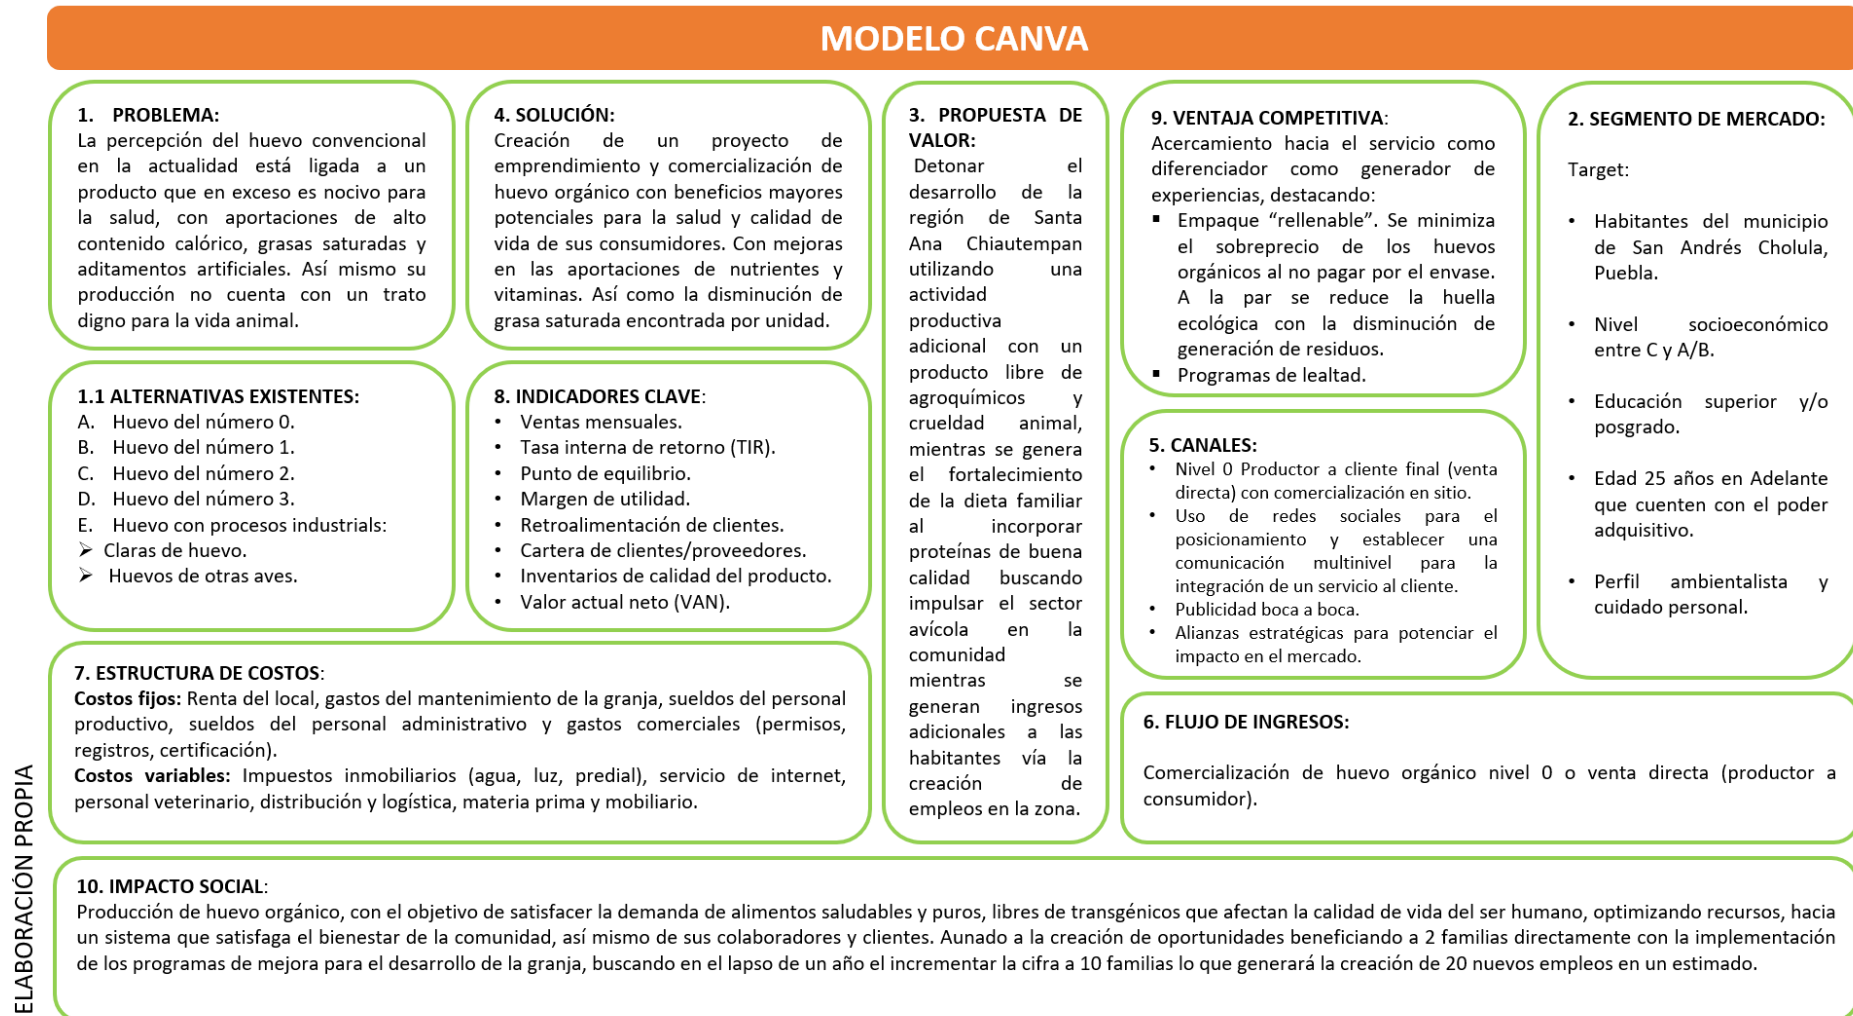 MODELO CANVA
1. PROBLEMA:
La percepción del huevo convencional
en la actualidad está ligada a un
producto que en exceso es nocivo para
la salud, con aportaciones de alto
contenido calórico, grasas saturadas y
aditamentos artificiales. Así mismo su
producción no cuenta con un trato
digno para la vida animal.
1.1 ALTERNATIVAS EXISTENTES:
A. Huevo del número 0.
B. Huevo del número 1.
C. Huevo del número 2.
D. Huevo del número 3.
E. Huevo con procesos industrials:
➢ Claras de huevo.
➢ Huevos de otras aves.
4. SOLUCIÓN:
Creación de un proyecto de
emprendimiento y comercialización de
huevo orgánico con beneficios mayores
potenciales para la salud y calidad de
vida de sus consumidores. Con mejoras
en las aportaciones de nutrientes y
vitaminas. Así como la disminución de
grasa saturada encontrada por unidad.
8. INDICADORES CLAVE:
• Ventas mensuales.
• Tasa interna de retorno (TIR).
• Punto de equilibrio.
• Margen de utilidad.
• Retroalimentación de clientes.
• Cartera de clientes/proveedores.
• Inventarios de calidad del producto.
• Valor actual neto (VAN).
3. PROPUESTA DE
VALOR:
Detonar el
desarrollo de la
región de Santa
Ana Chiautempan
utilizando una
actividad
productiva
adicional con un
producto libre de
agroquímicos y
crueldad animal,
mientras se genera
el fortalecimiento
de la dieta familiar
al incorporar
proteínas de buena
calidad buscando
impulsar el sector
avícola en la
comunidad
mientras se
generan ingresos
adicionales a las
habitantes vía la
creación de
empleos en la zona.
9. VENTAJA COMPETITIVA:
Acercamiento hacia el servicio como
diferenciador como generador de
experiencias, destacando:
▪ Empaque “rellenable”. Se minimiza
el sobreprecio de los huevos
orgánicos al no pagar por el envase.
A la par se reduce la huella
ecológica con la disminución de
generación de residuos.
▪ Programas de lealtad.
5. CANALES:
• Nivel 0 Productor a cliente final (venta
directa) con comercialización en sitio.
• Uso de redes sociales para el
posicionamiento y establecer una
comunicación multinivel para la
integración de un servicio al cliente.
• Publicidad boca a boca.
• Alianzas estratégicas para potenciar el
impacto en el mercado.
2. SEGMENTO DE MERCADO:
Target:
• Habitantes del municipio
de San Andrés Cholula,
Puebla.
• Nivel socioeconómico
entre C y A/B.
• Educación superior y/o
posgrado.
• Edad 25 años en Adelante
que cuenten con el poder
adquisitivo.
• Perfil ambientalista y
cuidado personal.
7. ESTRUCTURA DE COSTOS:
Costos fijos: Renta del local, gastos del mantenimiento de la granja, sueldos del personal
productivo, sueldos del personal administrativo y gastos comerciales (permisos,
registros, certificación).
Costos variables: Impuestos inmobiliarios (agua, luz, predial), servicio de internet,
personal veterinario, distribución y logística, materia prima y mobiliario.
6. FLUJO DE INGRESOS:
Comercialización de huevo orgánico nivel 0 o venta directa (productor a
consumidor).
10. IMPACTO SOCIAL:
Producción de huevo orgánico, con el objetivo de satisfacer la demanda de alimentos saludables y puros, libres de transgénicos que afectan la calidad de vida del ser humano, optimizando recursos, hacia
un sistema que satisfaga el bienestar de la comunidad, así mismo de sus colaboradores y clientes. Aunado a la creación de oportunidades beneficiando a 2 familias directamente con la implementación
de los programas de mejora para el desarrollo de la granja, buscando en el lapso de un año el incrementar la cifra a 10 familias lo que generará la creación de 20 nuevos empleos en un estimado.
ELABORACIÓN PROPIA